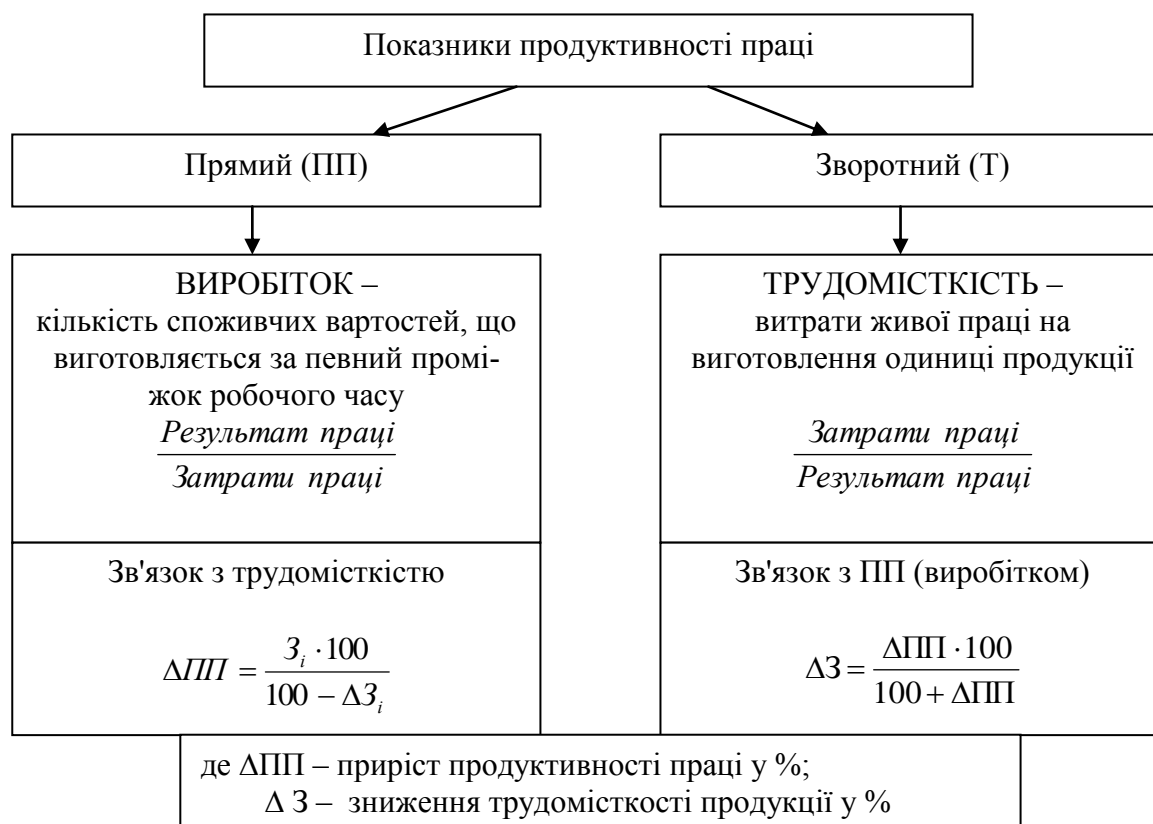 Показники продуктивності праці
Прямий (ПП)
Зворотний (Т)
ВИРОБІТОК –
кількість споживчих вартостей, що
виготовляється за певний промі-
жок робочого часу
Результат праці
Затрати праці
ТРУДОМІСТКІСТЬ –
витрати живої праці на
виготовлення одиниці продукції
Затрати праці
Результат праці
Зв'язок з трудомісткістю
ΔПП = З_i · 100 / 100 − ΔЗ_i
Зв'язок з ПП (виробітком)
ΔЗ = ΔПП · 100 / 100 + ΔПП
де ΔПП – приріст продуктивності праці у %;
Δ З – зниження трудомісткості продукції у %